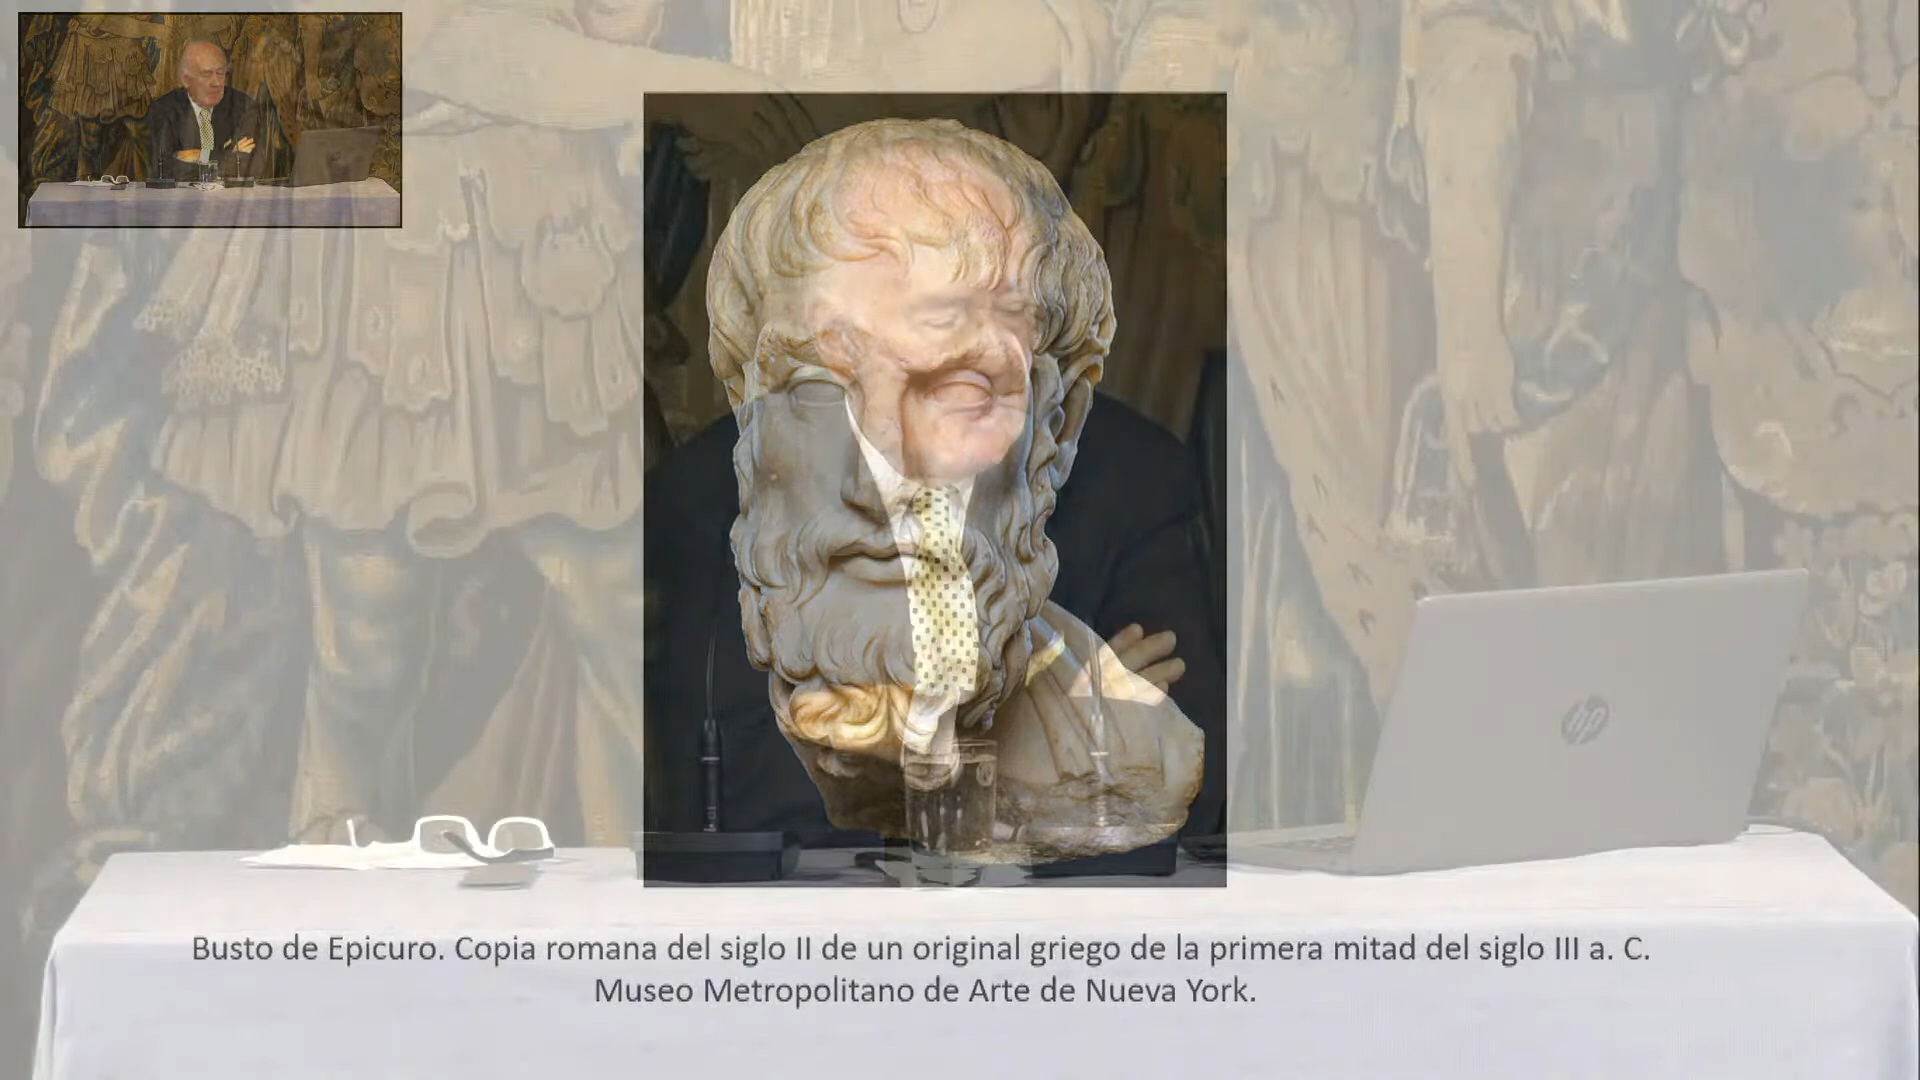 Busto de Epicuro. Copia romana del siglo II de un original griego de la primera mitad del siglo III a. C.
Museo Metropolitano de Arte de Nueva York.
hp